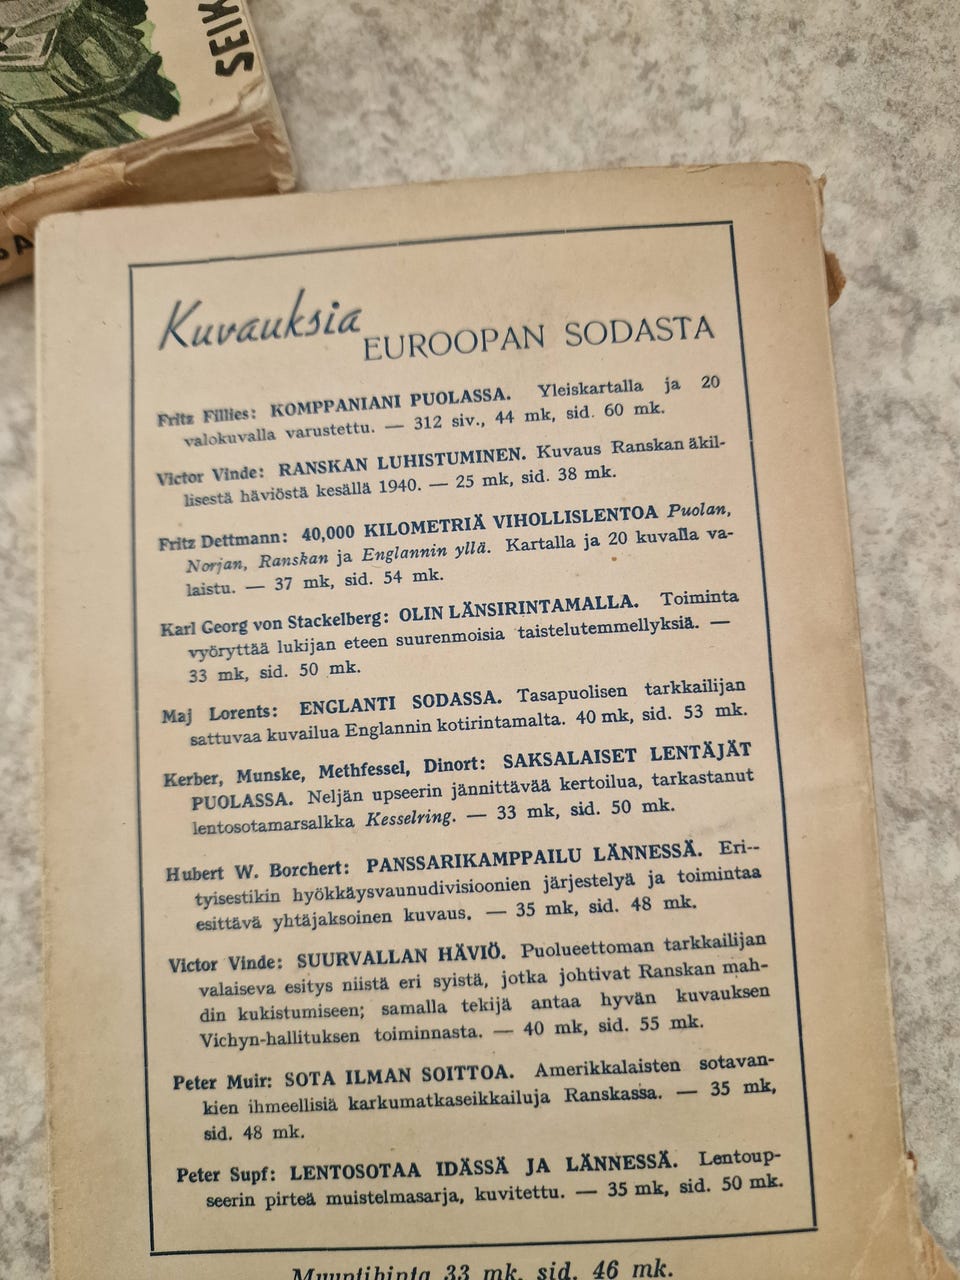 SEIK
Kuvauksia
EUROOPAN SODASTA
Fritz Fillies: KOMPPANIANI PUOLASSA. Yleiskartalla ja 20
valokuvalla varustettu. — 312 siv., 44 mk, sid. 60 mk.
Victor Vinde: RANSKAN LUHISTUMINEN. Kuvaus Ranskan äkil-
lisestä häviöstä kesällä 1940. — 25 mk, sid. 38 mk.
Fritz Dettmann: 40,000 KILOMETRIÄ VIHOLLISLENTOA Puolan,
Norjan, Ranskan ja Englannin yllä. Kartalla ja 20 kuvalla va-
laistu. — 37 mk, sid. 54 mk.
Karl Georg von Stackelberg: OLIN LÄNSIRINTAMALLA. Toiminta
vyöryttää lukijan eteen suurenmoisia taistelutemmellyksiä. —
33 mk, sid. 50 mk.
Maj Lorents: ENGLANTI SODASSA. Tasapuolisen tarkkailijan
sattuvaa kuvailua Englannin kotirintamalta. 40 mk, sid. 53 mk.
Kerber, Munske, Methfessel, Dinort: SAKSALAISET LENTÄJÄT
PUOLASSA. Neljän upseerin jännittävää kertoilua, tarkastanut
lentosotamarsalkka Kesselring. — 33 mk, sid. 50 mk.
Hubert W. Borchert: PANSSARIKAMPPAILU LÄNNESSÄ. Eri--
tyisestikin hyökkäysvaunudivisioonien järjestelyä ja toimintaa
esittävä yhtäjaksoinen kuvaus. — 35 mk, sid. 48 mk.
Victor Vinde: SUURVALLAN HÄVIÖ. Puolueettoman tarkkailijan
valaiseva esitys niistä eri syistä, jotka johtivat Ranskan mah-
din kukistumiseen; samalla tekijä antaa hyvän kuvauksen
Vichyn-hallituksen toiminnasta. — 40 mk, sid. 55 mk.
Peter Muir: SOTA ILMAN SOITTOA. Amerikkalaisten sotavan-
kien ihmeellisiä karkumatkaseikkailuja Ranskassa. — 35 mk,
sid. 48 mk.
Peter Supf: LENTOSOTAA IDÄSSÄ JA LÄNNESSÄ. Lentoup-
seerin pirteä muistelmasarja, kuvitettu. — 35 mk, sid. 50 mk.
Myyntihinta 33 mk, sid. 46 mk.